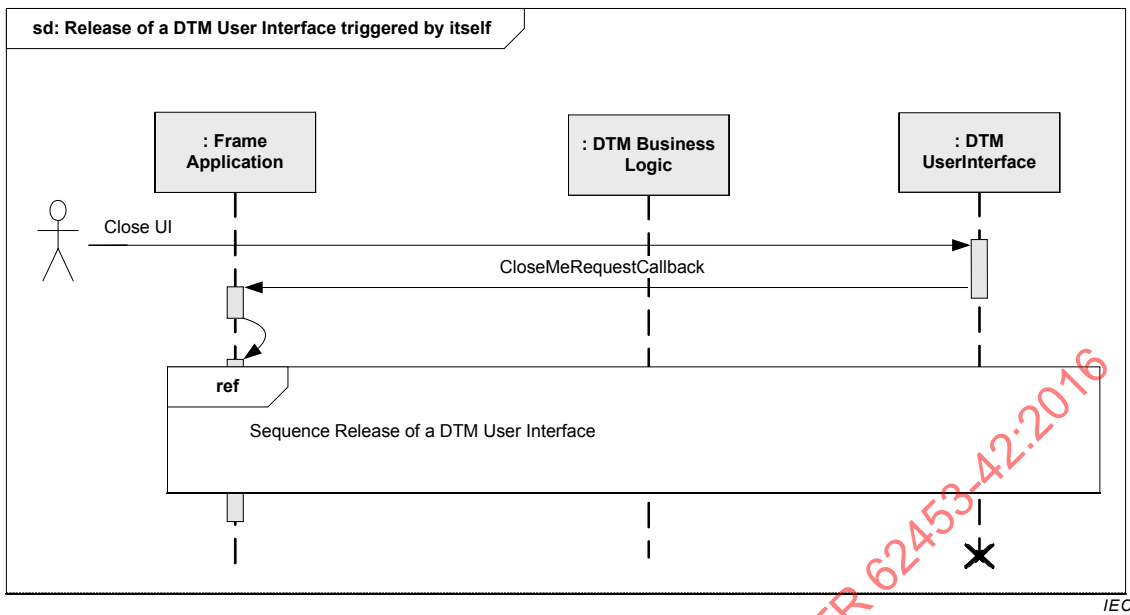 sd: Release of a DTM User Interface triggered by itself
: Frame
Application
: DTM Business
Logic
: DTM
UserInterface
Close UI
CloseMeRequestCallback
ref
Sequence Release of a DTM User Interface
TR 62453-42:2016
IEC